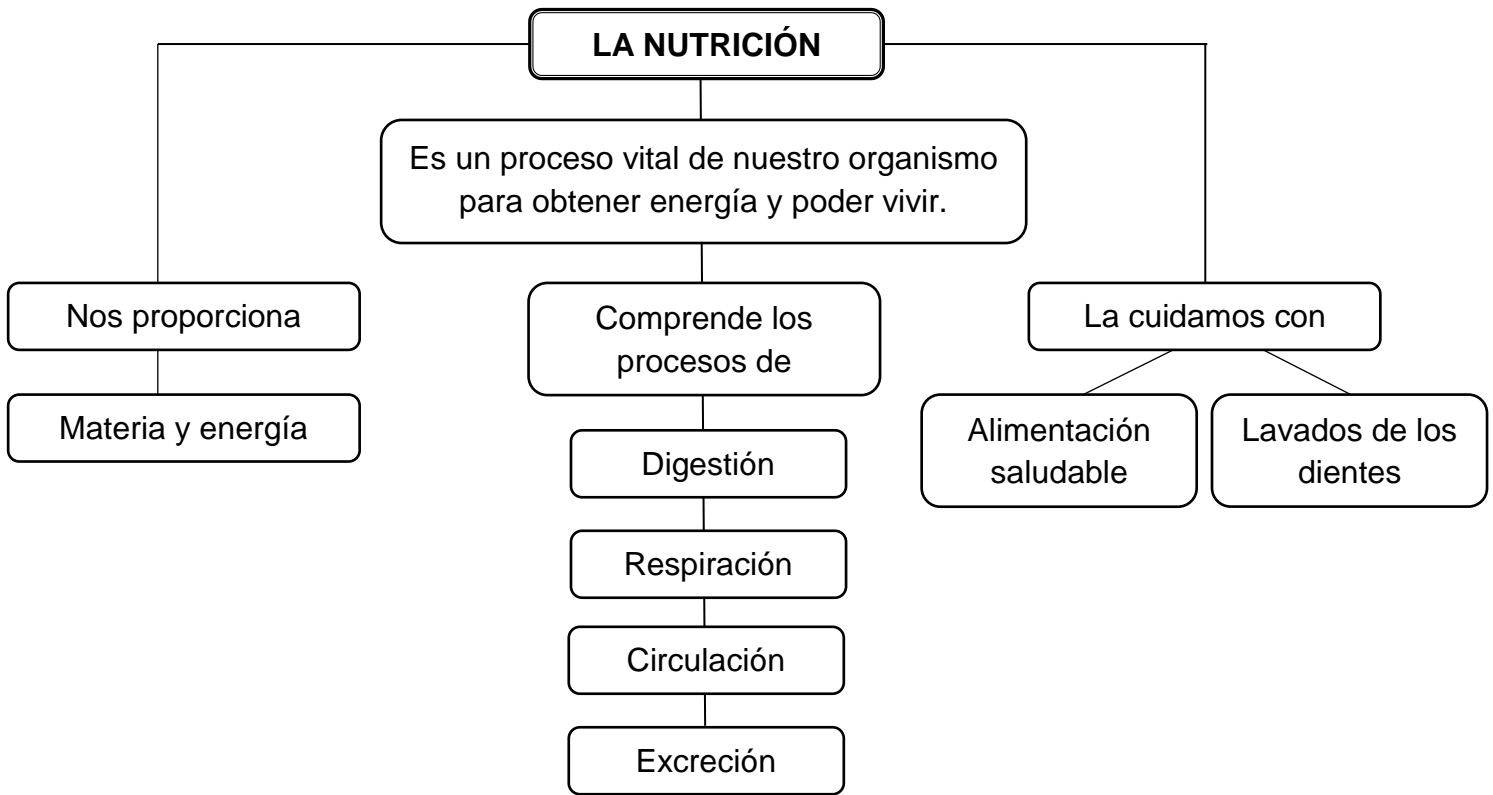 LA NUTRICIÓN
Es un proceso vital de nuestro organismo
para obtener energía y poder vivir.
Nos proporciona
Materia y energía
Comprende los
procesos de
Digestión
Respiración
Circulación
Excreción
La cuidamos con
Alimentación
saludable
Lavados de los
dientes